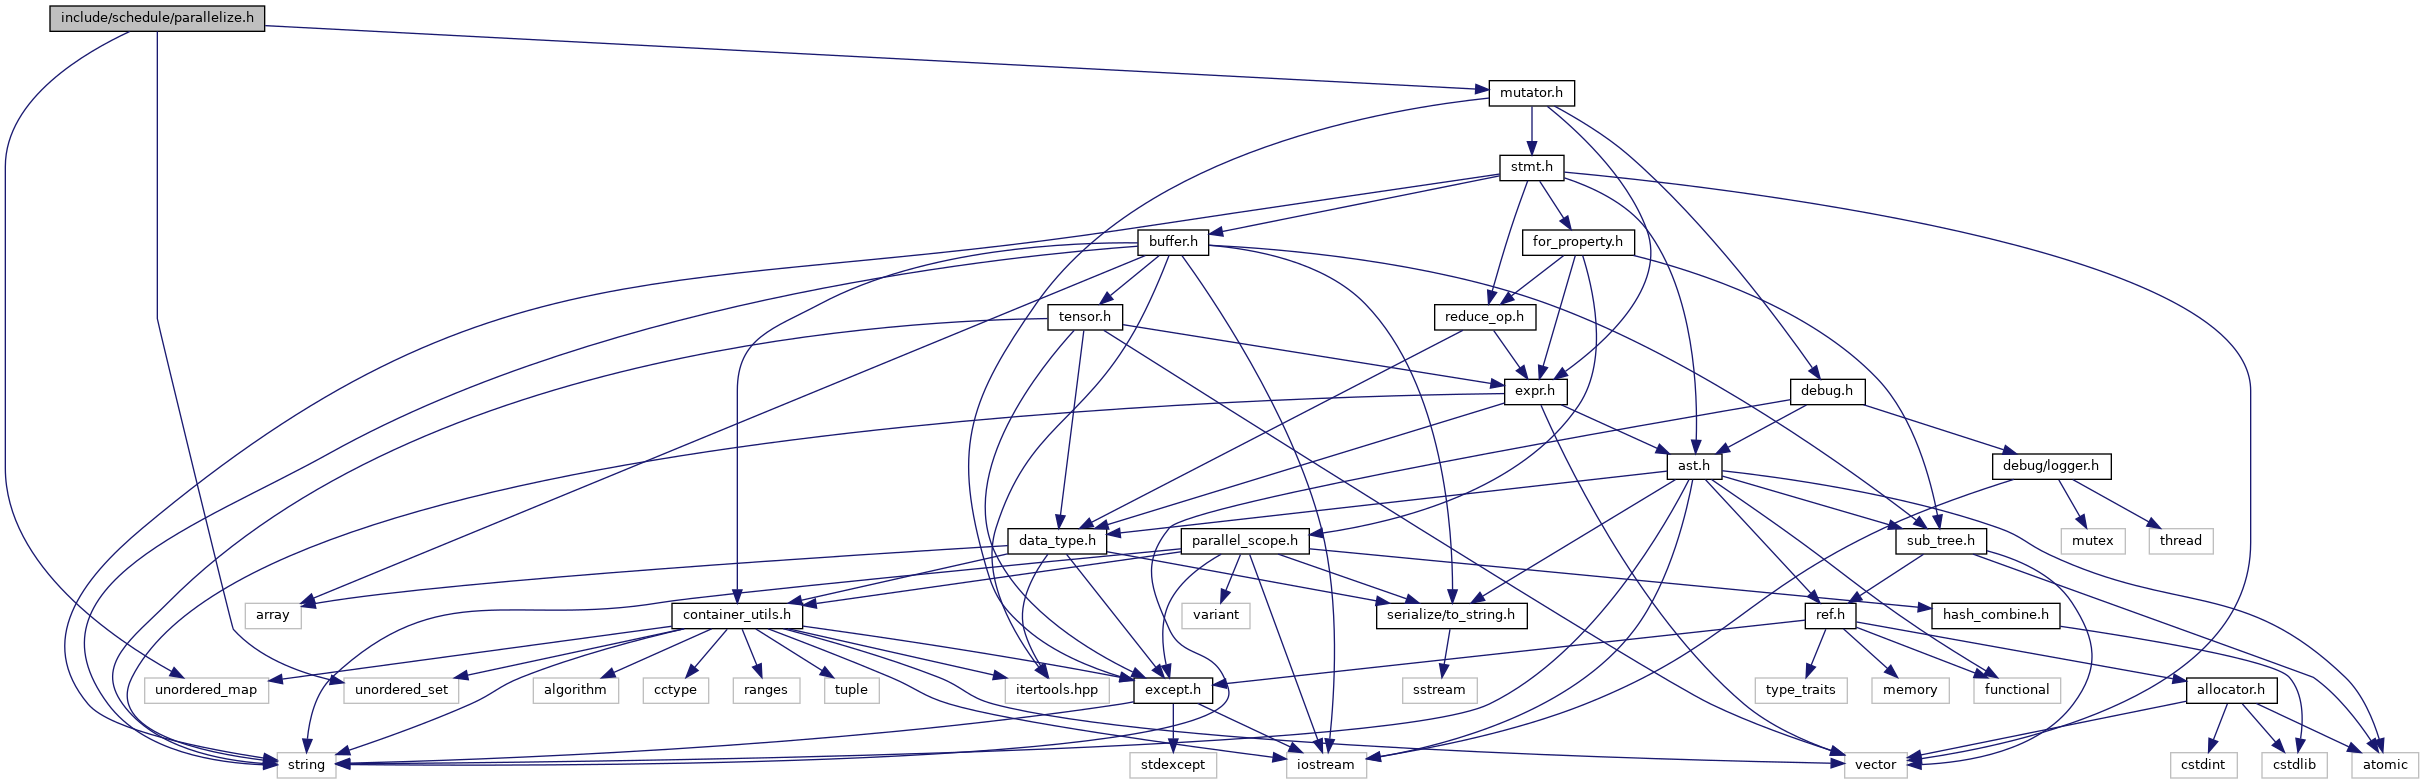 include/schedule/parallelize.h
mutator.h
stmt.h
buffer.h
for_property.h
tensor.h
reduce_op.h
expr.h
debug.h
ast.h
debug/logger.h
data_type.h
parallel_scope.h
sub_tree.h
mutex
thread
array
container_utils.h
variant
serialize/to_string.h
ref.h
hash_combine.h
unordered_map
unordered_set
algorithm
cctype
ranges
tuple
itertools.hpp
except.h
sstream
type_traits
memory
functional
allocator.h
string
stdexcept
iostream
vector
cstdint
cstdlib
atomic